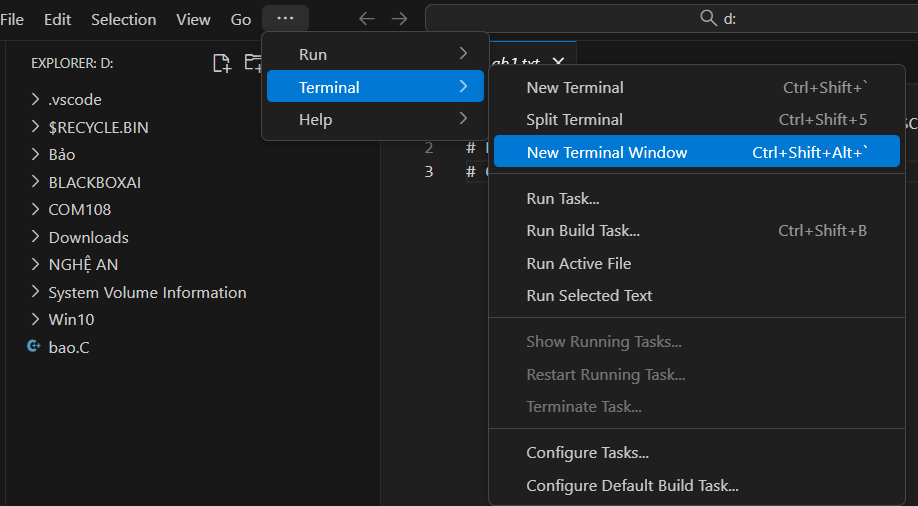 File Edit Selection View Go ... d:
EXPLORER: D:
.vscode
$RECYCLE.BIN
Bảo
BLACKBOXAI
COM108
Downloads
NGHỆ AN
System Volume Information
Win10
bao.C
Run
Terminal
Help
ab1.txt
2 #
3 #
New Terminal Ctrl+Shift+`
Split Terminal Ctrl+Shift+5
New Terminal Window Ctrl+Shift+Alt+`
Run Task...
Run Build Task... Ctrl+Shift+B
Run Active File
Run Selected Text
Show Running Tasks...
Restart Running Task...
Terminate Task...
Configure Tasks...
Configure Default Build Task...